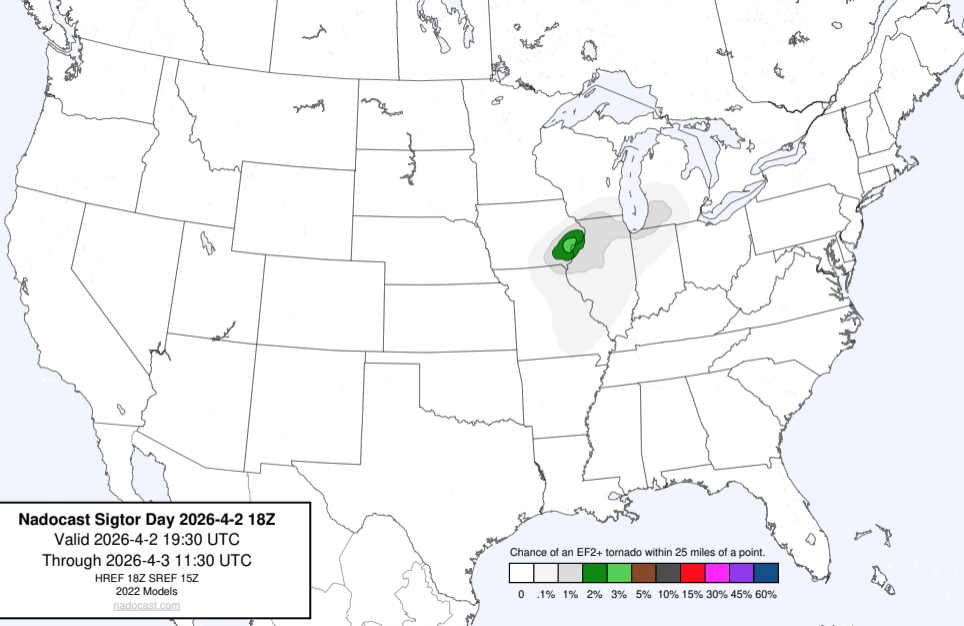 Nadocast Sigtor Day 2026-4-2 18Z
Valid 2026-4-2 19:30 UTC
Through 2026-4-3 11:30 UTC
HREF 18Z SREF 15Z
2022 Models
nadocast.com
Chance of an EF2+ tornado within 25 miles of a point.
0 .1% 1% 2% 3% 5% 10% 15% 30% 45% 60%